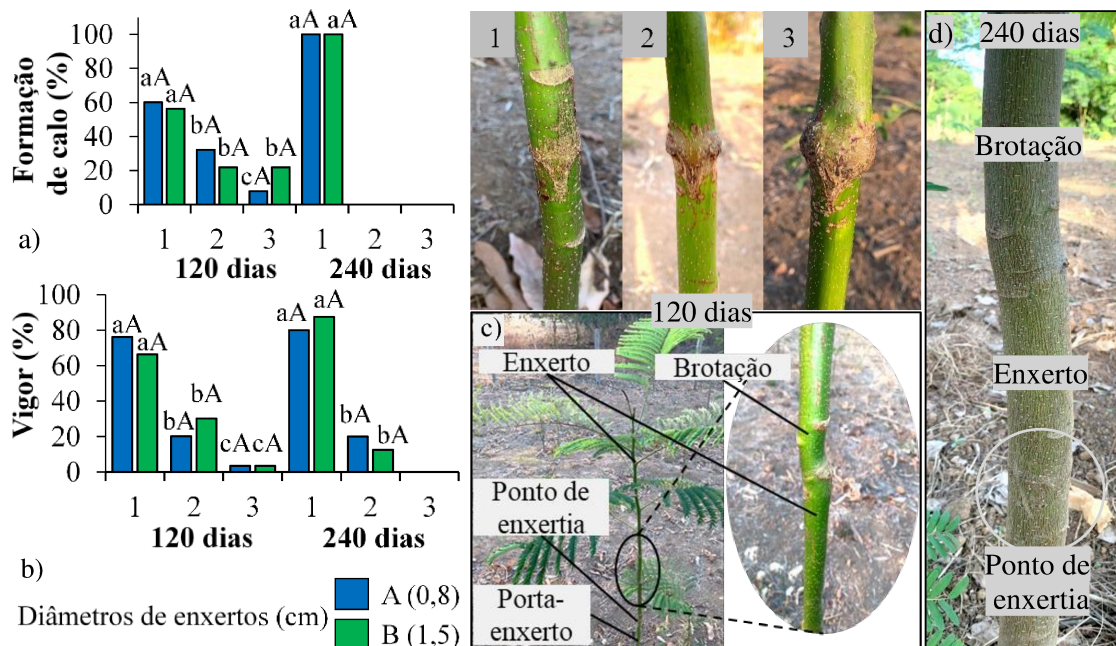 Formação
de calo (%)
100
80
60
40
20
0
aA aA
bA bA
cA bA
aA aA
1 2 3 1 2 3
120 dias 240 dias
a)
Vigor (%)
100
80
60
40
20
0
aA aA
bA bA
cA cA
aA aA
bA bA
1 2 3 1 2 3
120 dias 240 dias
b)
Diâmetros de enxertos (cm)
A (0,8)
B (1,5)
1 2 3
120 dias
c)
Enxerto
Brotação
Ponto de
enxertia
Porta-
enxerto
d)
240 dias
Brotação
Enxerto
Ponto de
enxertia